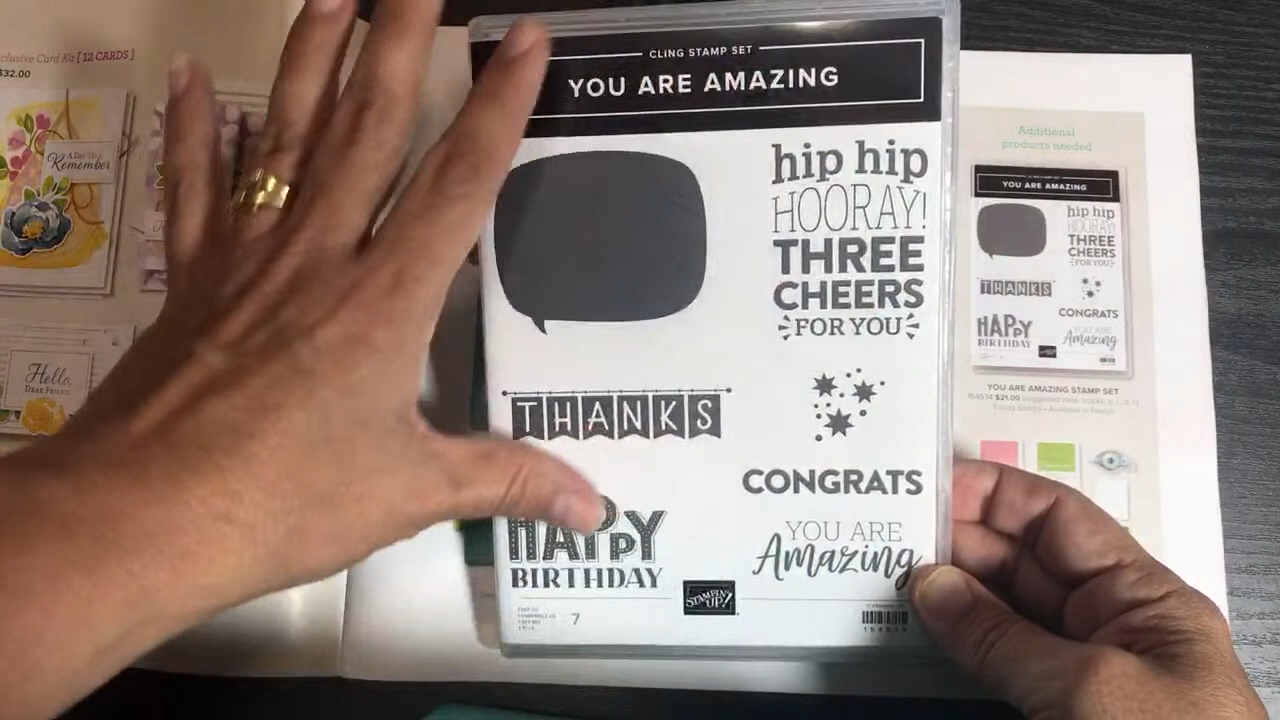 clusive Card Kit [ 12 CARDS ]
$32.00
A Day to
Remember
Hello,
DEAR FRIEND
CLING STAMP SET
YOU ARE AMAZING
hip hip
HOORAY!
THREE
CHEERS
FOR YOU
THANKS
CONGRATS
HAPPY
BIRTHDAY
YOU ARE
Amazing
STAMPIN' UP!
7
Additional
products needed
YOU ARE AMAZING
hip hip
HOORAY!
THREE
CHEERS
FOR YOU
THANKS
CONGRATS
HAPPY
BIRTHDAY
YOU ARE
Amazing
YOU ARE AMAZING STAMP SET
$21.00